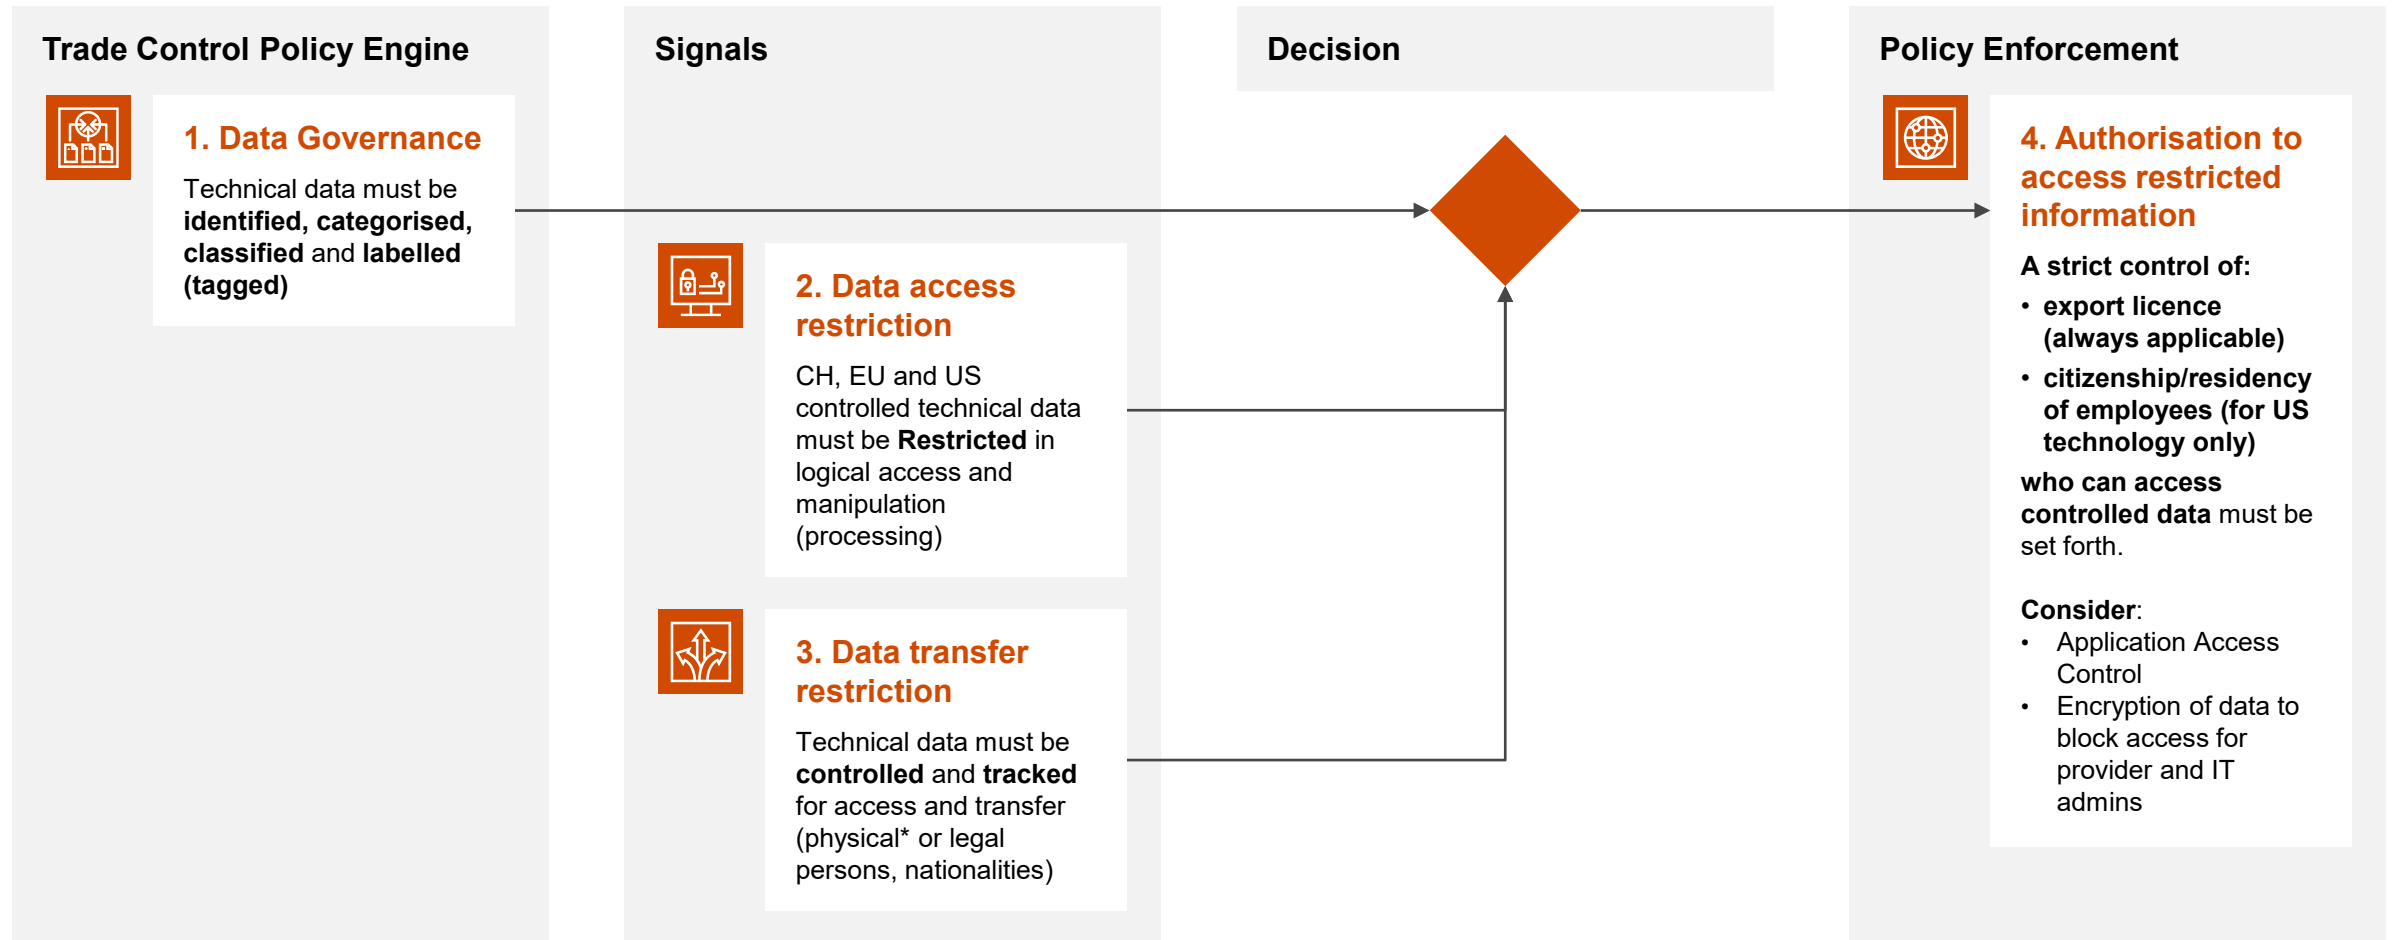 Trade Control Policy Engine
1. Data Governance
Technical data must be
identified, categorised,
classified and labelled
(tagged)
Signals
2. Data access
restriction
CH, EU and US
controlled technical data
must be Restricted in
logical access and
manipulation
(processing)
3. Data transfer
restriction
Technical data must be
controlled and tracked
for access and transfer
(physical* or legal
persons, nationalities)
Decision
Policy Enforcement
4. Authorisation to
access restricted
information
A strict control of:
• export licence
(always applicable)
• citizenship/residency
of employees (for US
technology only)
who can access
controlled data must be
set forth.
Consider:
• Application Access
Control
• Encryption of data to
block access for
provider and IT
admins